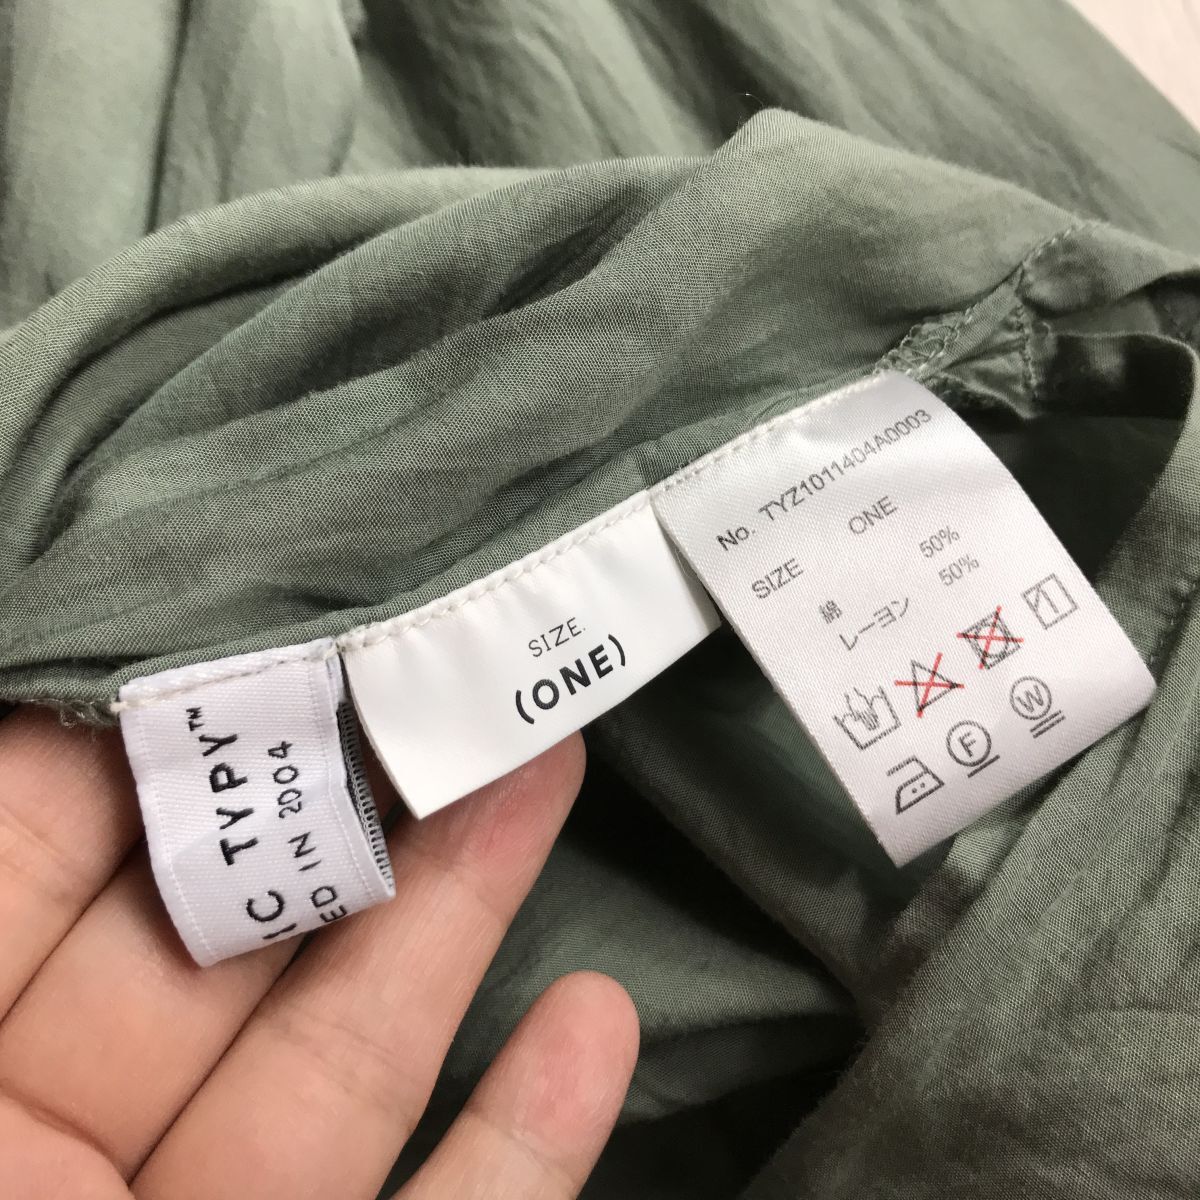 IC TYPY™
ED IN 2004
SIZE.
(ONE)
No. TYZ1011404A0003
SIZE ONE
綿 50%
レーヨン 50%
F
W